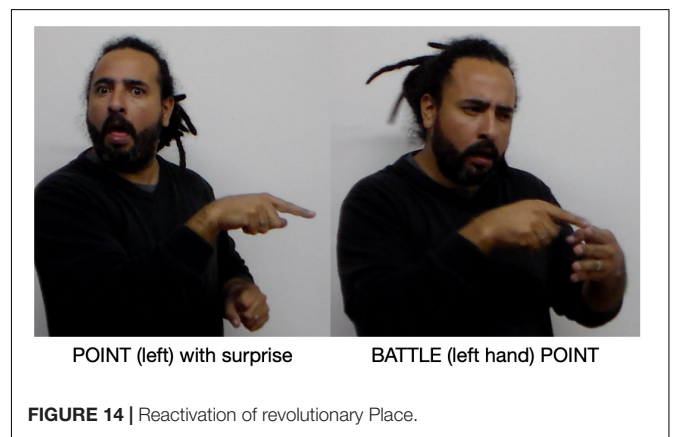 POINT (left) with surprise
BATTLE (left hand) POINT
FIGURE 14 | Reactivation of revolutionary Place.